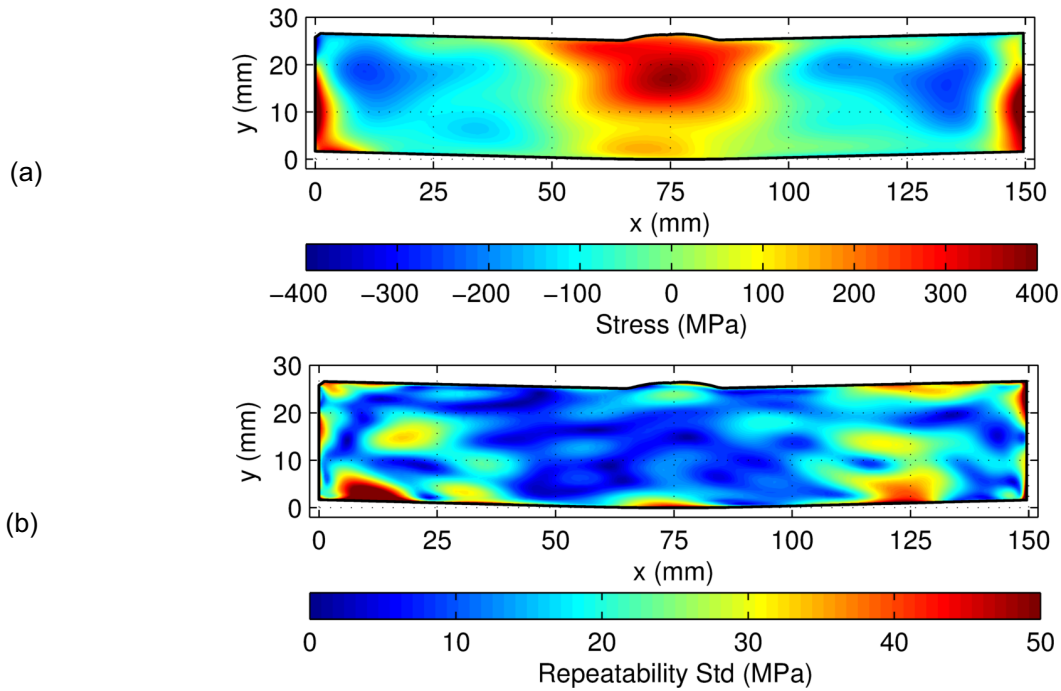 30
20
10
0
y (mm)
(a)
0 25 50 75 100 125 150
x (mm)
−400 −300 −200 −100 0 100 200 300 400
Stress (MPa)
30
20
10
0
y (mm)
(b)
0 25 50 75 100 125 150
x (mm)
0 10 20 30 40 50
Repeatability Std (MPa)